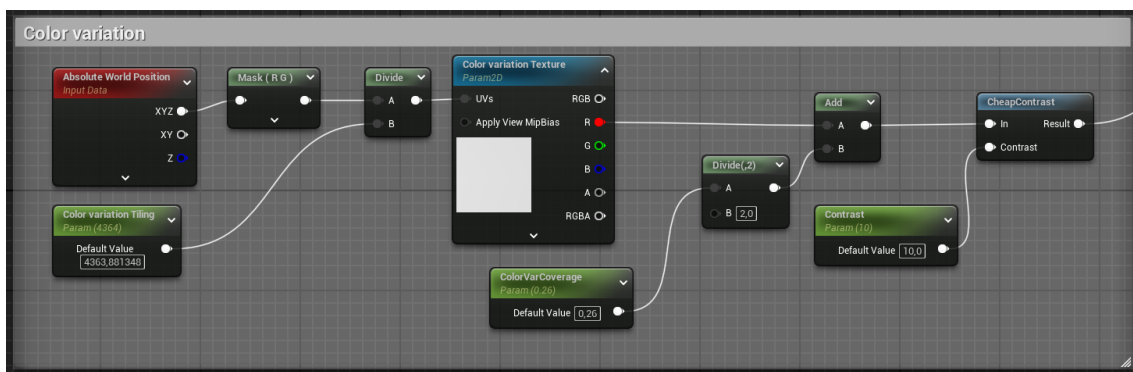 Color variation
Absolute World Position
Input Data
XYZ
XY
Z
Mask ( R G )
Divide
A
B
Color variation Texture
Param2D
UVs
RGB
Apply View MipBias
R
G
B
A
RGBA
Add
A
B
CheapContrast
In
Result
Contrast
Divide(,2)
A
B 2,0
Color variation Tiling
Param (4364)
Default Value
4363,881348
Contrast
Param (10)
Default Value 10,0
ColorVarCoverage
Param (0.26)
Default Value 0,26